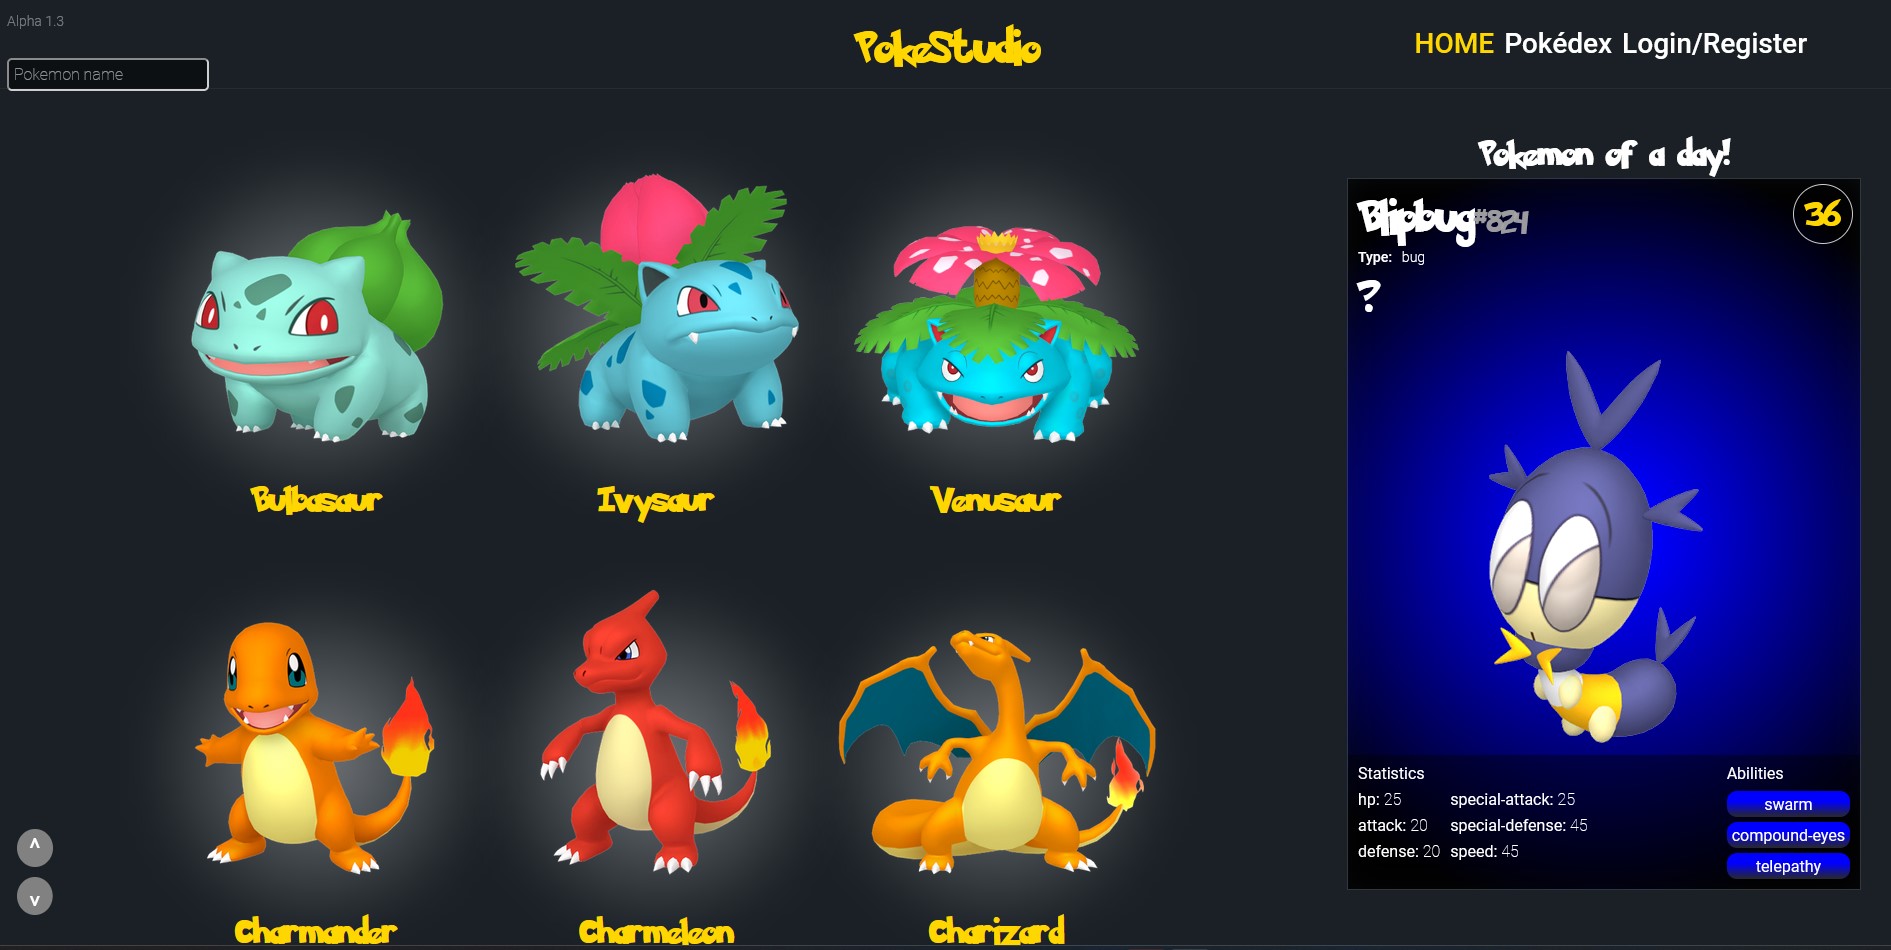 Alpha 1.3
Pokemon name
PokeStudio
HOME Pokédex Login/Register
Bulbasaur
Ivysaur
Venusaur
Charmander
Charmeleon
Charizard
Pokemon of a day!
Blipbug#824
36
Type: bug
?
Statistics
hp: 25 special-attack: 25
attack: 20 special-defense: 45
defense: 20 speed: 45
Abilities
swarm
compound-eyes
telepathy
^
v